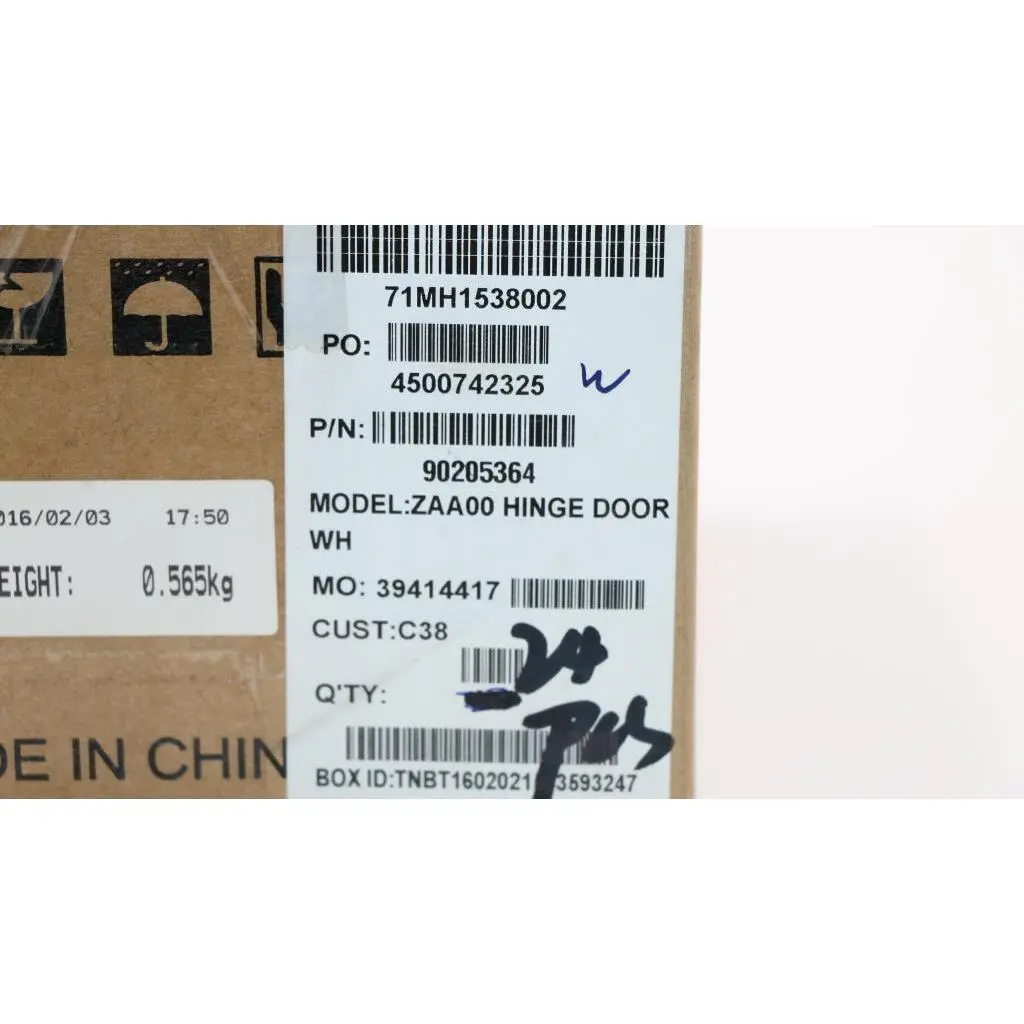 71MH1538002
PO:
4500742325
W
P/N:
90205364
MODEL:ZAA00 HINGE DOOR
WH
016/02/03 17:50
EIGHT: 0.565kg
MO: 39414417
CUST:C38
24
Q'TY:
Pcs
DE IN CHIN
BOX ID:TNBT1602021 3593247